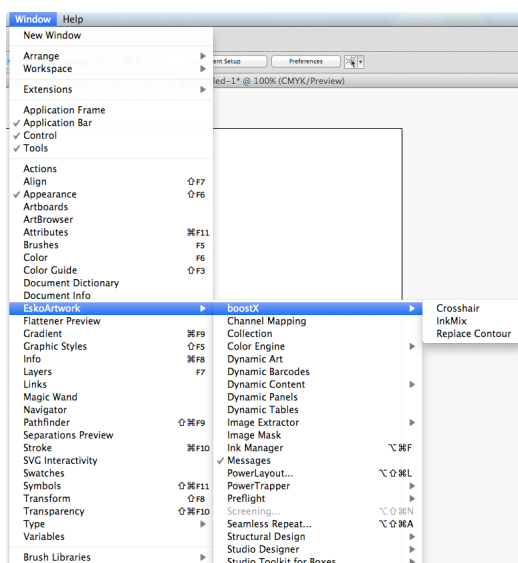 Window Help
New Window
Arrange
Workspace
ent Setup
Preferences
Extensions
led-1* @ 100% (CMYK/Preview)
Application Frame
✓ Application Bar
✓ Control
✓ Tools
Actions
Align ⇧F7
✓ Appearance ⇧F6
Artboards
ArtBrowser
Attributes ⌘F11
Brushes F5
Color F6
Color Guide ⇧F3
Document Dictionary
Document Info
EskoArtwork
Flattener Preview
Gradient ⌘F9
Graphic Styles ⇧F5
Info ⌘F8
Layers F7
Links
Magic Wand
Navigator
Pathfinder ⇧⌘F9
Separations Preview
Stroke ⌘F10
SVG Interactivity
Swatches
Symbols ⇧⌘F11
Transform ⇧F8
Transparency ⇧⌘F10
Type
Variables
Brush Libraries
boostX
Channel Mapping
Collection
Color Engine
Dynamic Art
Dynamic Barcodes
Dynamic Content
Dynamic Panels
Dynamic Tables
Image Extractor
Image Mask
Ink Manager ⌥⌘F
✓ Messages
PowerLayout... ⌥⇧⌘L
PowerTrapper
Preflight
Screening... ⌥⇧⌘N
Seamless Repeat... ⌥⇧⌘A
Structural Design
Studio Designer
Studio Toolkit for Boxes
Crosshair
InkMix
Replace Contour